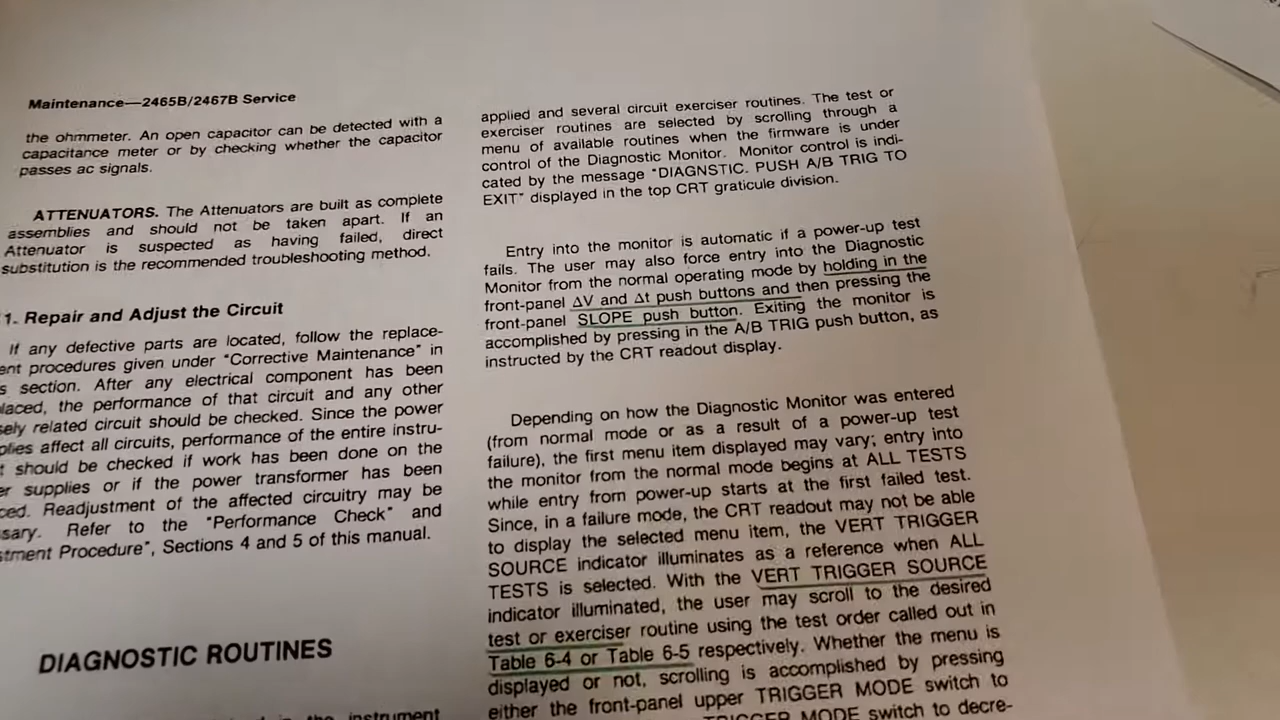 Maintenance—2465B/2467B Service
the ohmmeter. An open capacitor can be detected with a
capacitance meter or by checking whether the capacitor
passes ac signals.
ATTENUATORS. The Attenuators are built as complete
assemblies and should not be taken apart. If an
Attenuator is suspected as having failed, direct
substitution is the recommended troubleshooting method.
1. Repair and Adjust the Circuit
If any defective parts are located, follow the replace-
ent procedures given under "Corrective Maintenance" in
s section. After any electrical component has been
laced, the performance of that circuit and any other
sely related circuit should be checked. Since the power
plies affect all circuits, performance of the entire instru-
t should be checked if work has been done on the
er supplies or if the power transformer has been
ced. Readjustment of the affected circuitry may be
sary. Refer to the "Performance Check" and
stment Procedure", Sections 4 and 5 of this manual.
DIAGNOSTIC ROUTINES
in the instrument
applied and several circuit exerciser routines. The test or
exerciser routines are selected by scrolling through a
menu of available routines when the firmware is under
control of the Diagnostic Monitor. Monitor control is indi-
cated by the message "DIAGNSTIC. PUSH A/B TRIG TO
EXIT" displayed in the top CRT graticule division.
Entry into the monitor is automatic if a power-up test
fails. The user may also force entry into the Diagnostic
Monitor from the normal operating mode by holding in the
front-panel ΔV and Δt push buttons and then pressing the
front-panel SLOPE push button. Exiting the monitor is
accomplished by pressing in the A/B TRIG push button, as
instructed by the CRT readout display.
Depending on how the Diagnostic Monitor was entered
(from normal mode or as a result of a power-up test
failure), the first menu item displayed may vary; entry into
the monitor from the normal mode begins at ALL TESTS
while entry from power-up starts at the first failed test.
Since, in a failure mode, the CRT readout may not be able
to display the selected menu item, the VERT TRIGGER
SOURCE indicator illuminates as a reference when ALL
TESTS is selected. With the VERT TRIGGER SOURCE
indicator illuminated, the user may scroll to the desired
test or exerciser routine using the test order called out in
Table 6-4 or Table 6-5 respectively. Whether the menu is
displayed or not, scrolling is accomplished by pressing
either the front-panel upper TRIGGER MODE switch to
TRIGGER MODE switch to decre-